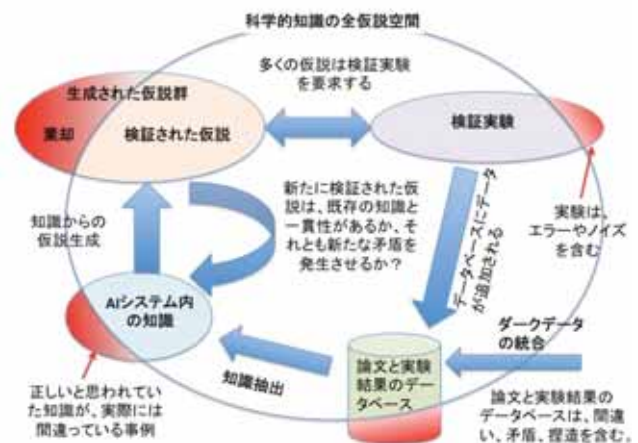 科学的知識の全仮説空間
多くの仮説は検証実験
を要求する
生成された仮説群
棄却
検証された仮説
検証実験
新たに検証された仮
説は、既存の知識と
一貫性があるか、そ
れとも新たな矛盾を
発生させるか？
データベースにデータ
が追加される
実験は、
エラーやノイズ
を含む
知識からの
仮説生成
AIシステム内
の知識
知識抽出
論文と実験
結果のデー
タベース
ダークデータ
の統合
正しいと思われてい
た知識が、実際には
間違っている事例
論文と実験結果の
データベースは、間違
い、矛盾、捏造を含む。